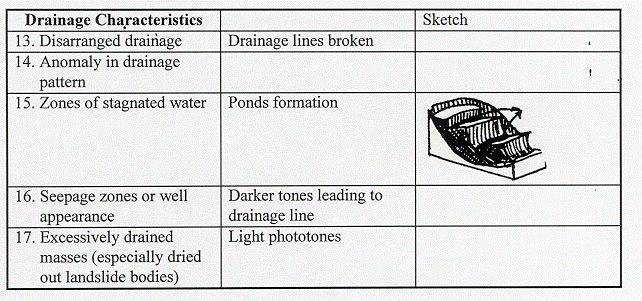 Drainage Characteristics Sketch
13. Disarranged drainage Drainage lines broken
14. Anomaly in drainage
pattern
15. Zones of stagnated water Ponds formation
16. Seepage zones or well Darker tones leading to
appearance drainage line
17. Excessively drained Light phototones
masses (especially dried
out landslide bodies)